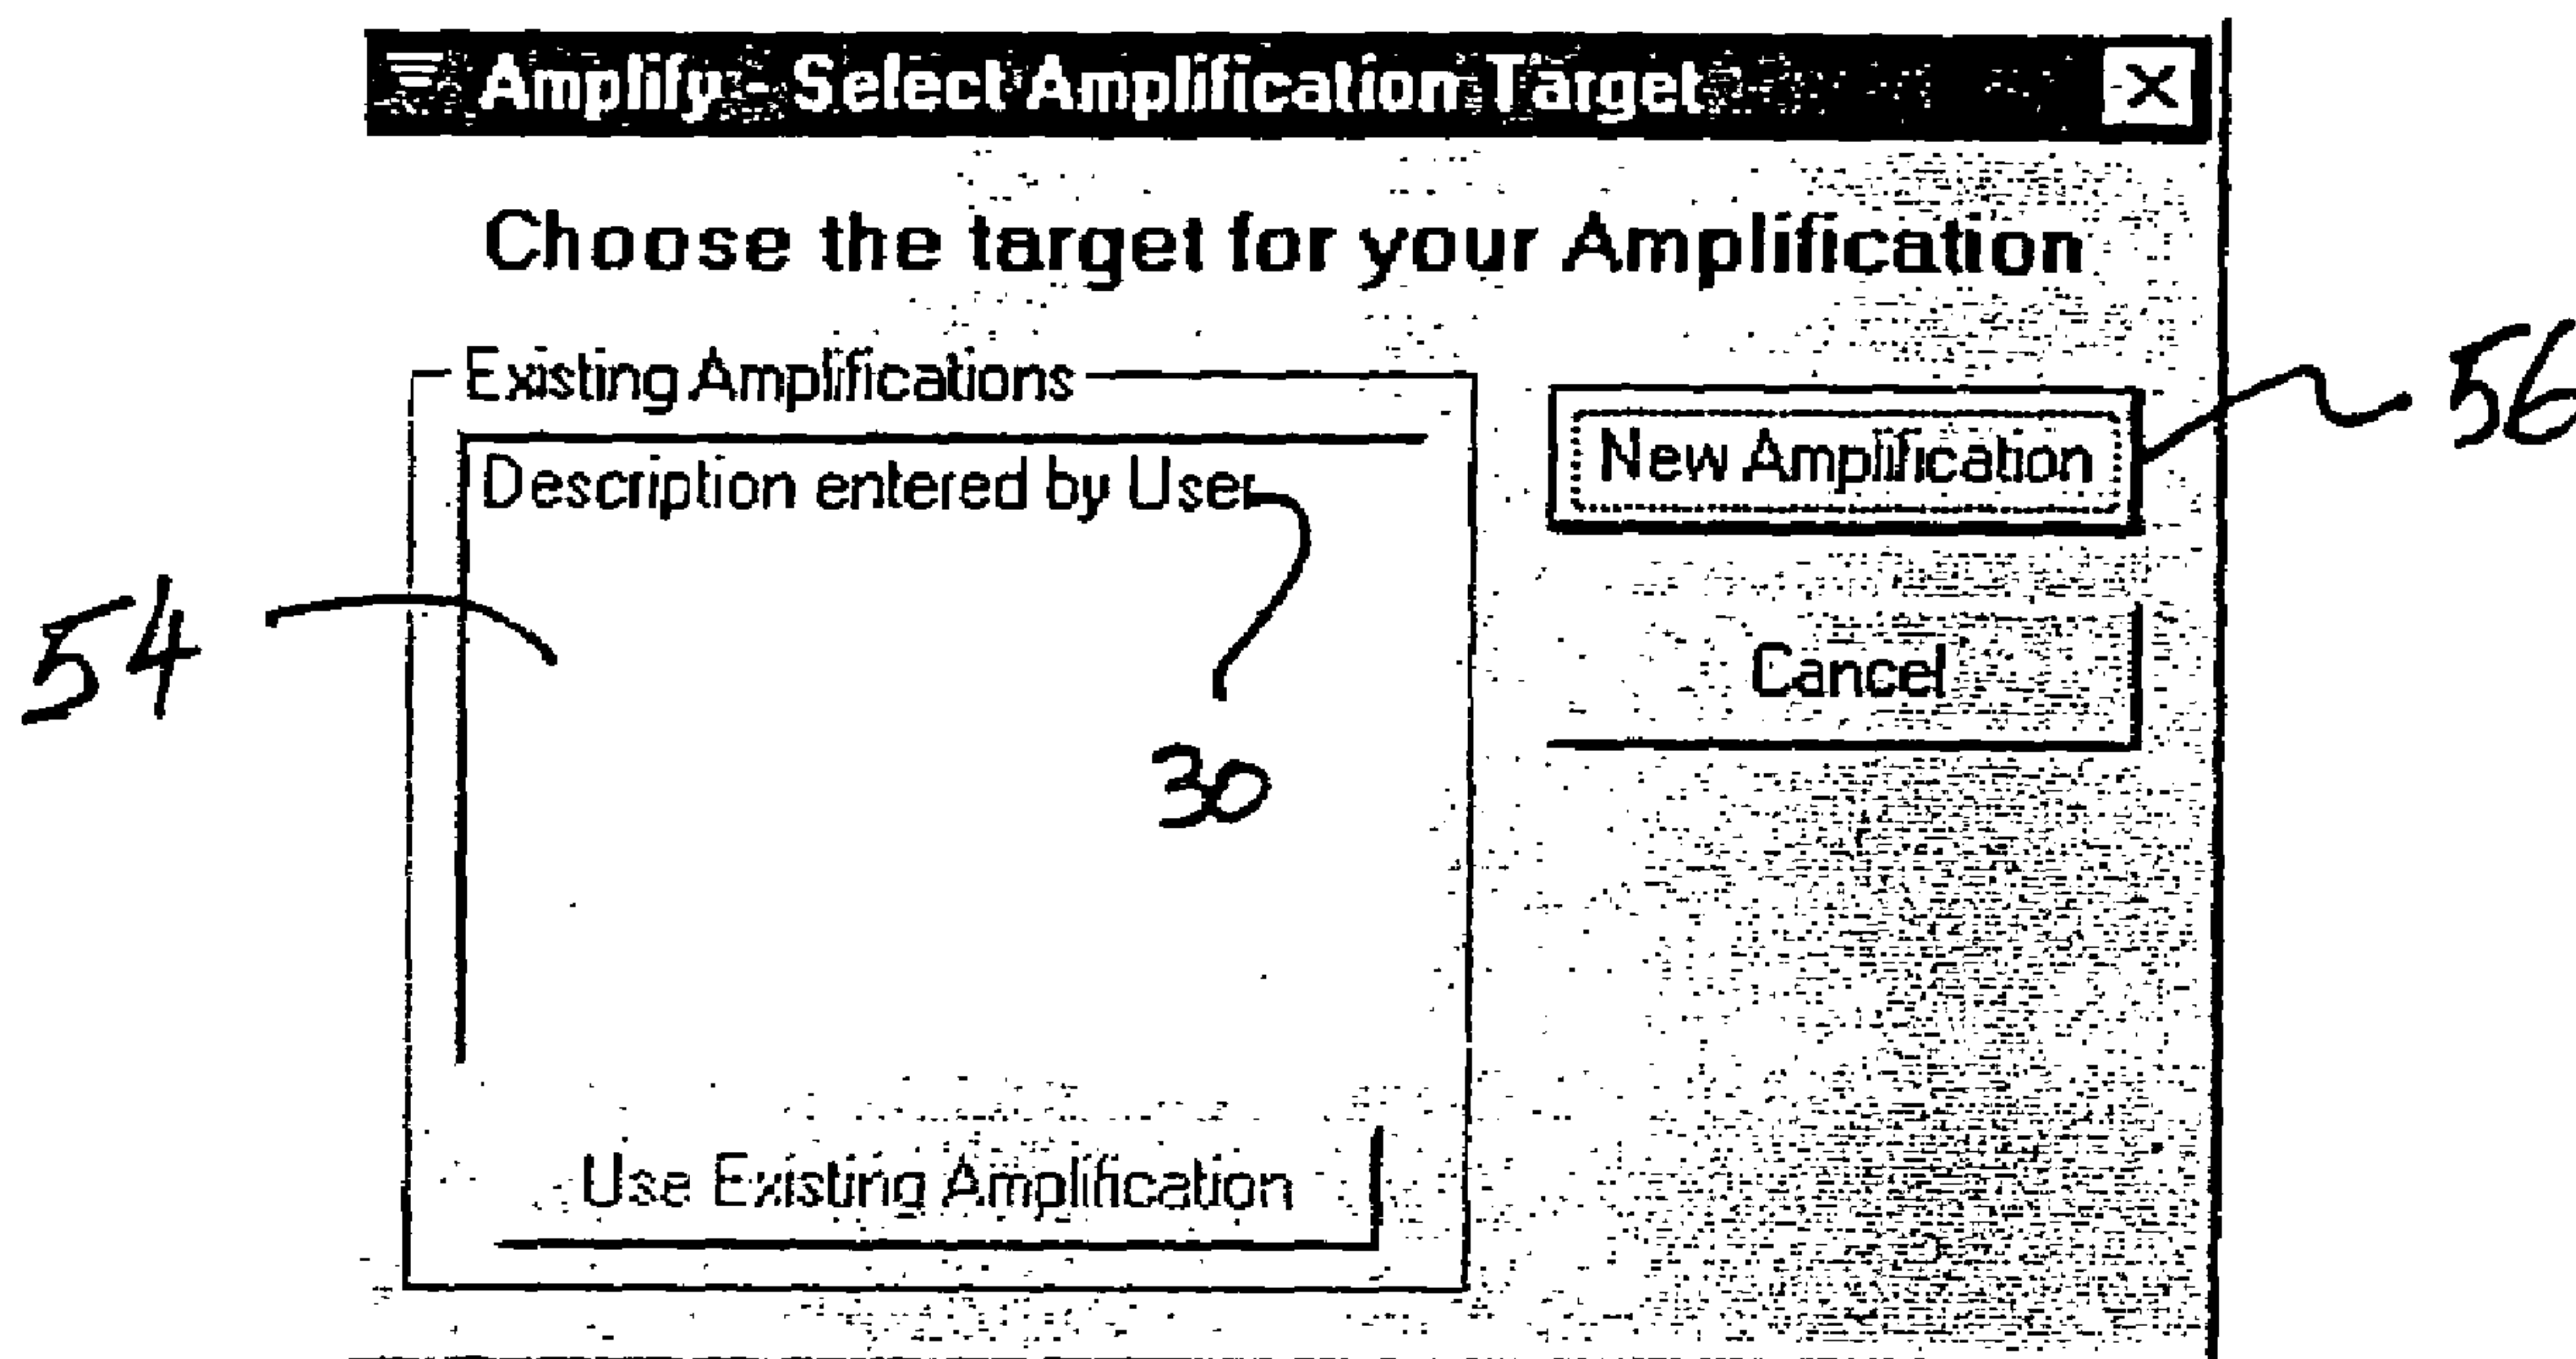 Amplify - Select Amplification Target
Choose the target for your Amplification
Existing Amplifications
Description entered by User
New Amplification
56
54
Cancel
30
Use Existing Amplification